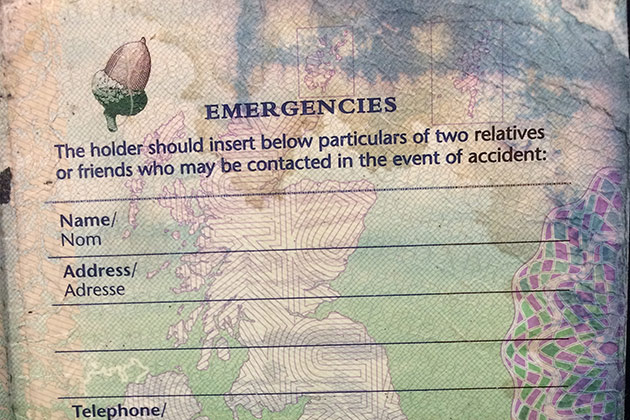 EMERGENCIES
The holder should insert below particulars of two relatives
or friends who may be contacted in the event of accident:
Name/
Nom
Address/
Adresse
Telephone/